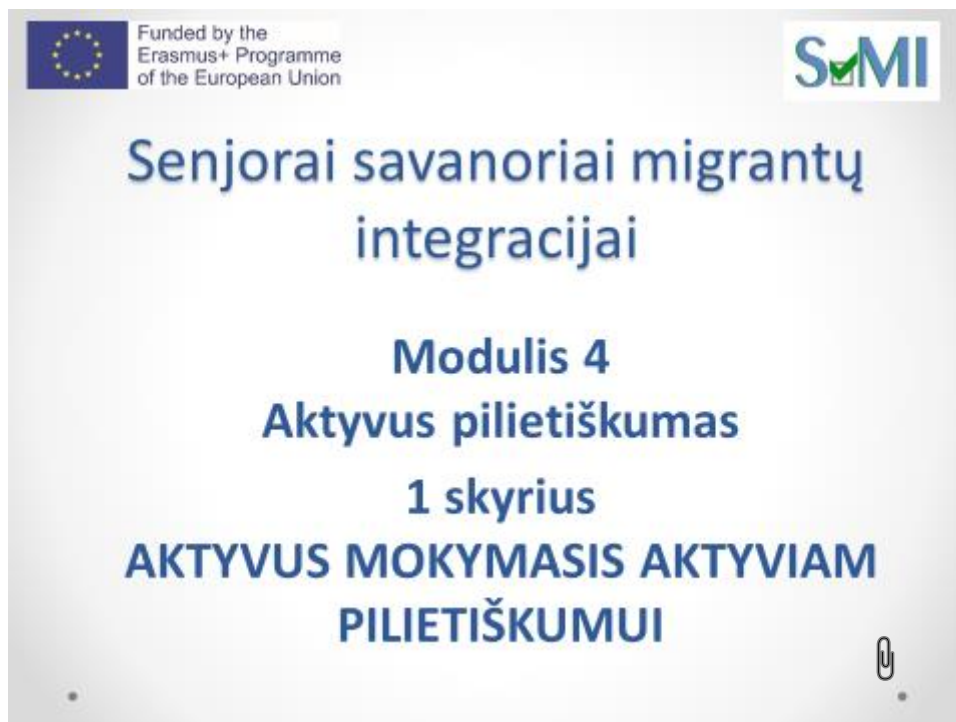 Funded by the
Erasmus+ Programme
of the European Union
SMI
Senjorai savanoriai migrantų
integracijai
Modulis 4
Aktyvus pilietiškumas
1 skyrius
AKTYVUS MOKYMASIS AKTYVIAM
PILIETIŠKUMUI